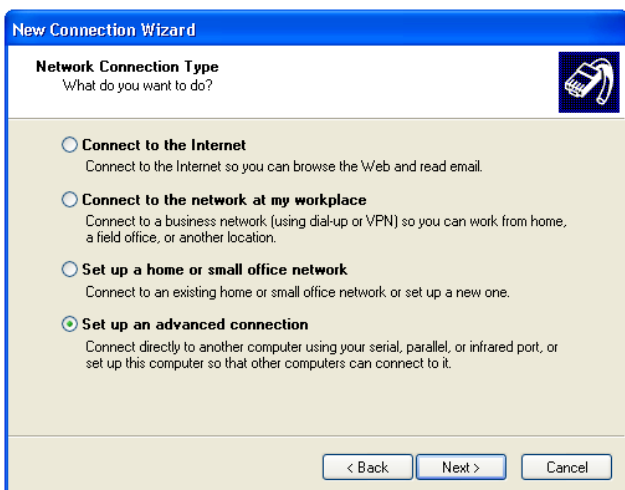 New Connection Wizard
Network Connection Type
What do you want to do?
Connect to the Internet
Connect to the Internet so you can browse the Web and read email.
Connect to the network at my workplace
Connect to a business network (using dial-up or VPN) so you can work from home,
a field office, or another location.
Set up a home or small office network
Connect to an existing home or small office network or set up a new one.
Set up an advanced connection
Connect directly to another computer using your serial, parallel, or infrared port, or
set up this computer so that other computers can connect to it.
< Back Next > Cancel